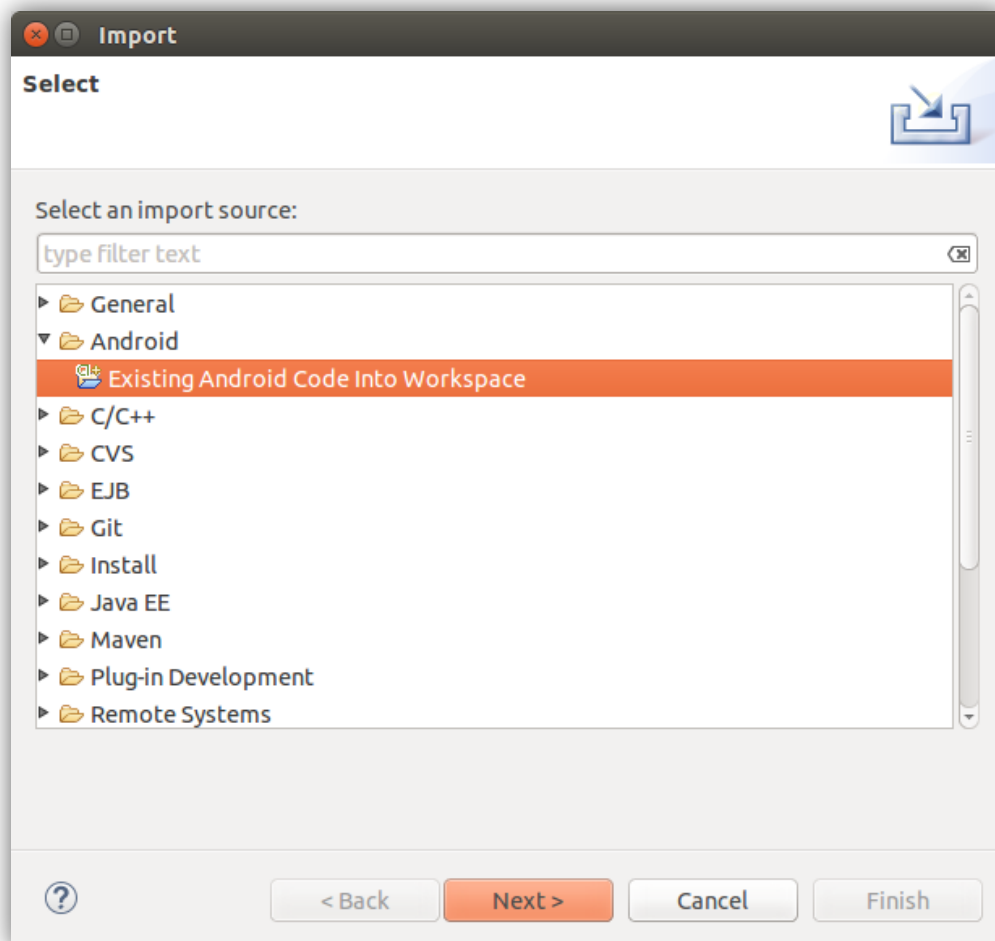 Import
Select
Select an import source:
type filter text
General
Android
Existing Android Code Into Workspace
C/C++
CVS
EJB
Git
Install
Java EE
Maven
Plug-in Development
Remote Systems
?
< Back Next > Cancel Finish